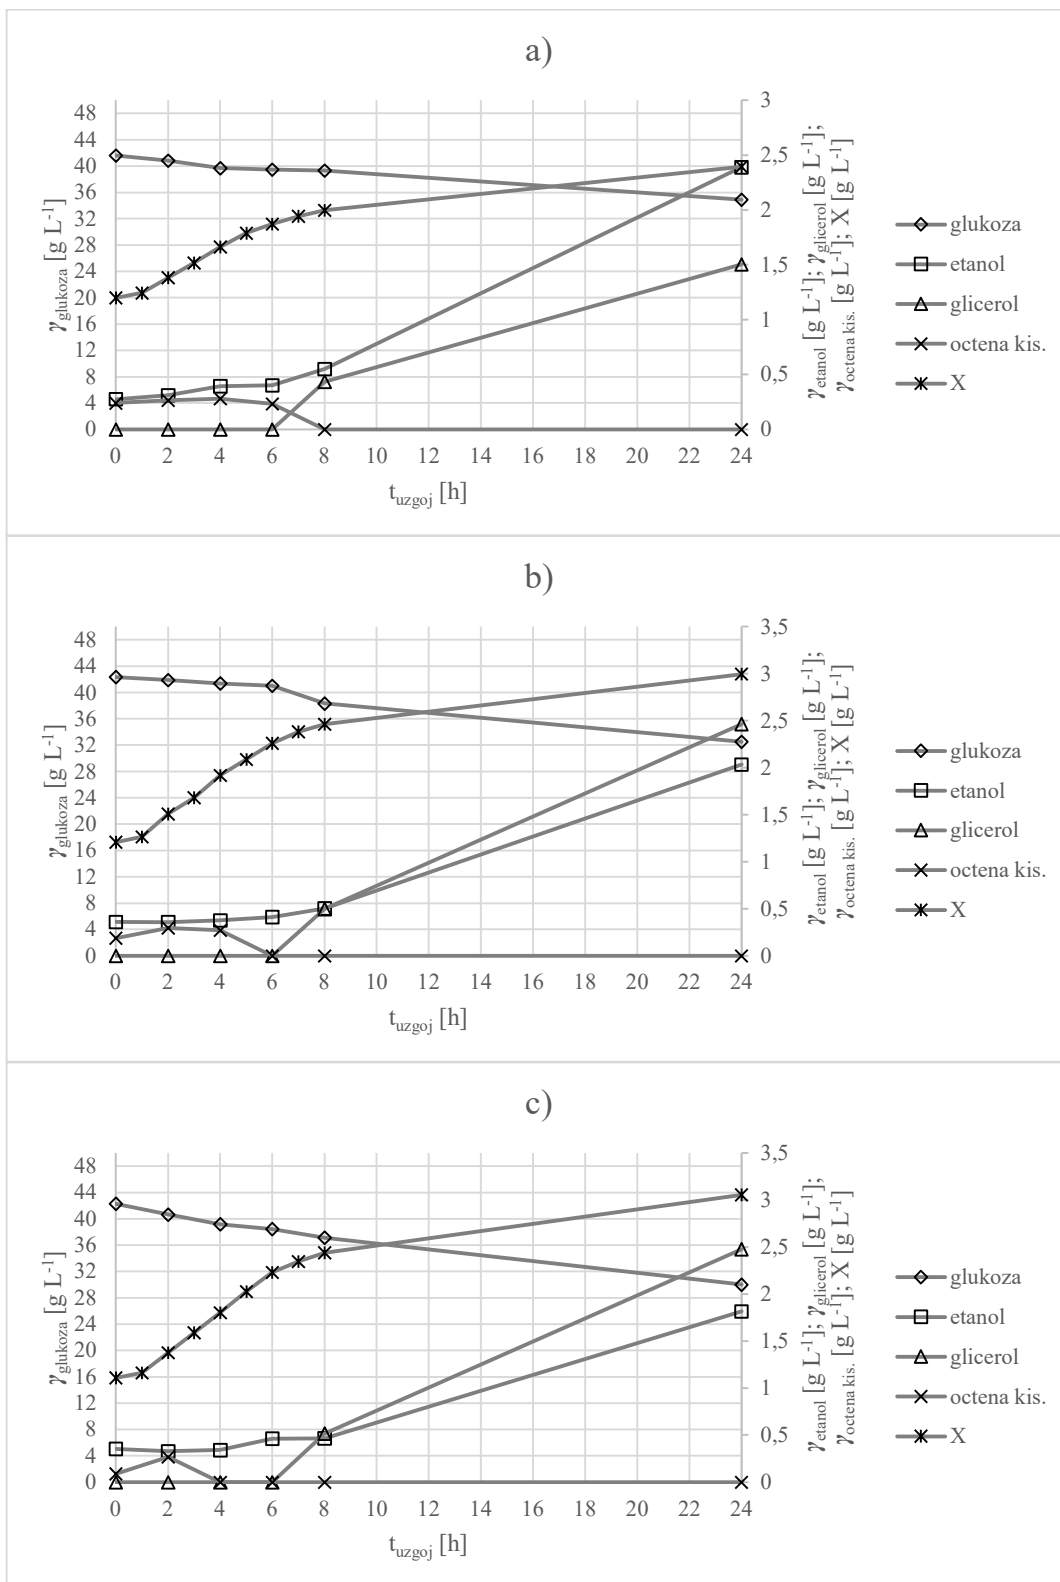 a)
48
44
40
36
32
28
24
20
16
12
8
4
0
γglukoza [g L-1]
3
2,5
2
1,5
1
0,5
0
γetanol [g L-1]; γglicerol [g L-1];
γoctena kis. [g L-1]; X [g L-1]
0 2 4 6 8 10 12 14 16 18 20 22 24
tuzgoj [h]
glukoza
etanol
glicerol
octena kis.
X
b)
48
44
40
36
32
28
24
20
16
12
8
4
0
γglukoza [g L-1]
3,5
3
2,5
2
1,5
1
0,5
0
γetanol [g L-1]; γglicerol [g L-1];
γoctena kis. [g L-1]; X [g L-1]
0 2 4 6 8 10 12 14 16 18 20 22 24
tuzgoj [h]
glukoza
etanol
glicerol
octena kis.
X
c)
48
44
40
36
32
28
24
20
16
12
8
4
0
γglukoza [g L-1]
3,5
3
2,5
2
1,5
1
0,5
0
γetanol [g L-1]; γglicerol [g L-1];
γoctena kis. [g L-1]; X [g L-1]
0 2 4 6 8 10 12 14 16 18 20 22 24
tuzgoj [h]
glukoza
etanol
glicerol
octena kis.
X